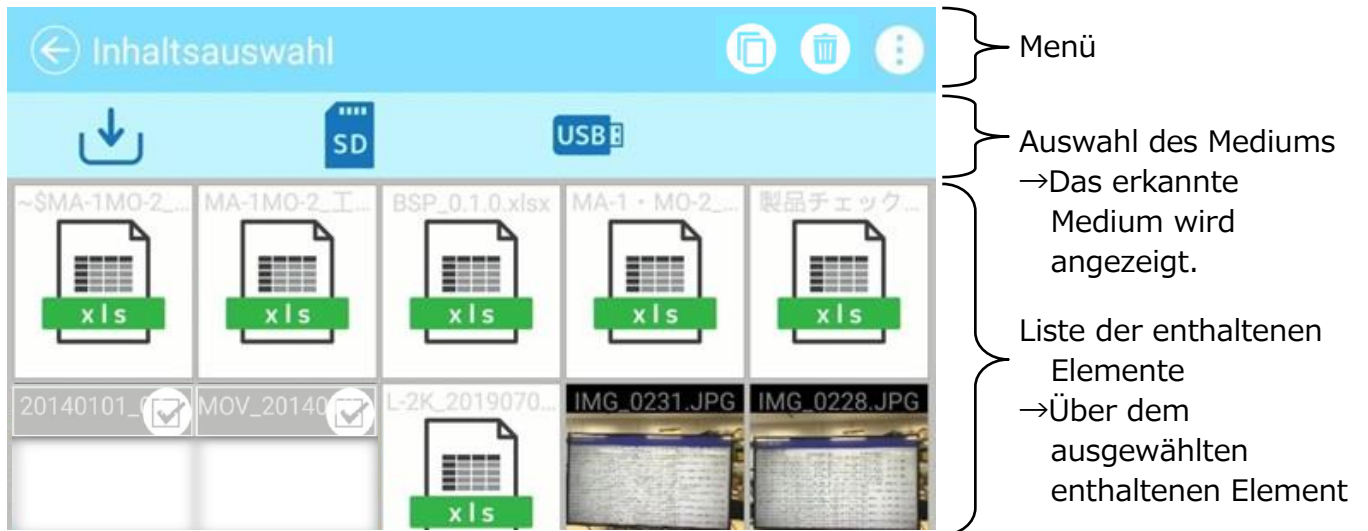 Inhaltsauswahl
Menü
SD
USB
Auswahl des Mediums
→Das erkannte
Medium wird
angezeigt.
~$MA-1MO-2_...
MA-1MO-2_工...
BSP_0.1.0.xlsx
MA-1・MO-2_...
製品チェック...
xls
xls
xls
xls
xls
Liste der enthaltenen
Elemente
→Über dem
ausgewählten
enthaltenen Element
20140101_
MOV_20140
L-2K_2019070...
IMG_0231.JPG
IMG_0228.JPG
xls